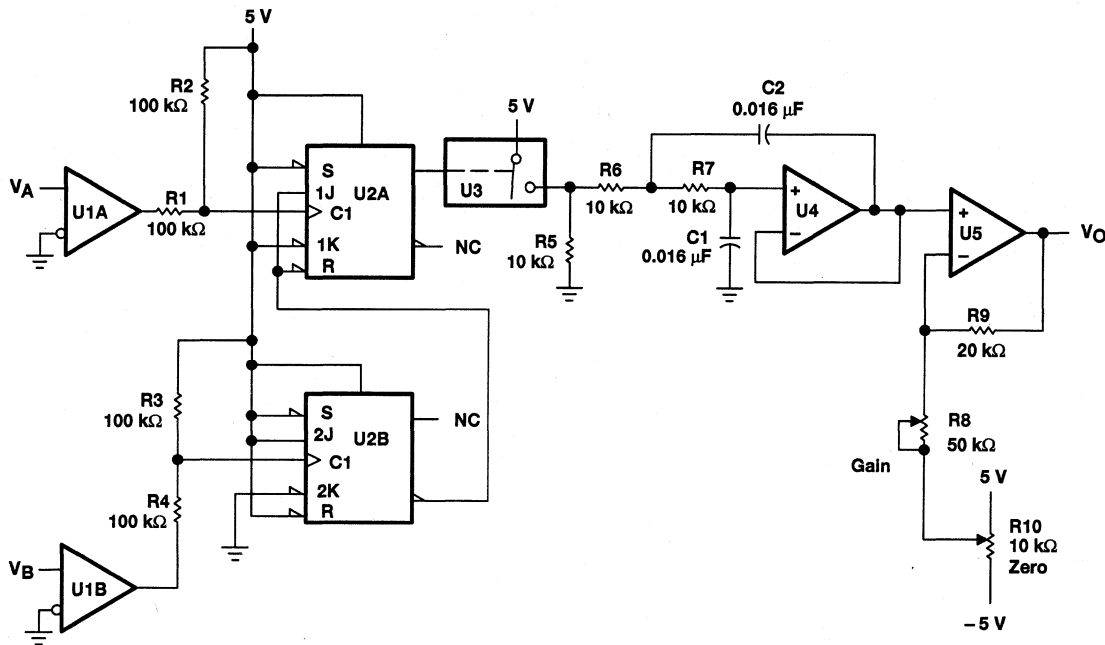 5 V
R2
100 kΩ
VA
U1A
R1
100 kΩ
S
1J
C1
1K
R
U2A
NC
5 V
U3
R5
10 kΩ
R6
10 kΩ
R7
10 kΩ
C2
0.016 µF
C1
0.016 µF
+
−
U4
+
−
U5
VO
R9
20 kΩ
R8
50 kΩ
Gain
5 V
R10
10 kΩ
Zero
− 5 V
R3
100 kΩ
R4
100 kΩ
S
2J
C1
2K
R
U2B
NC
VB
U1B